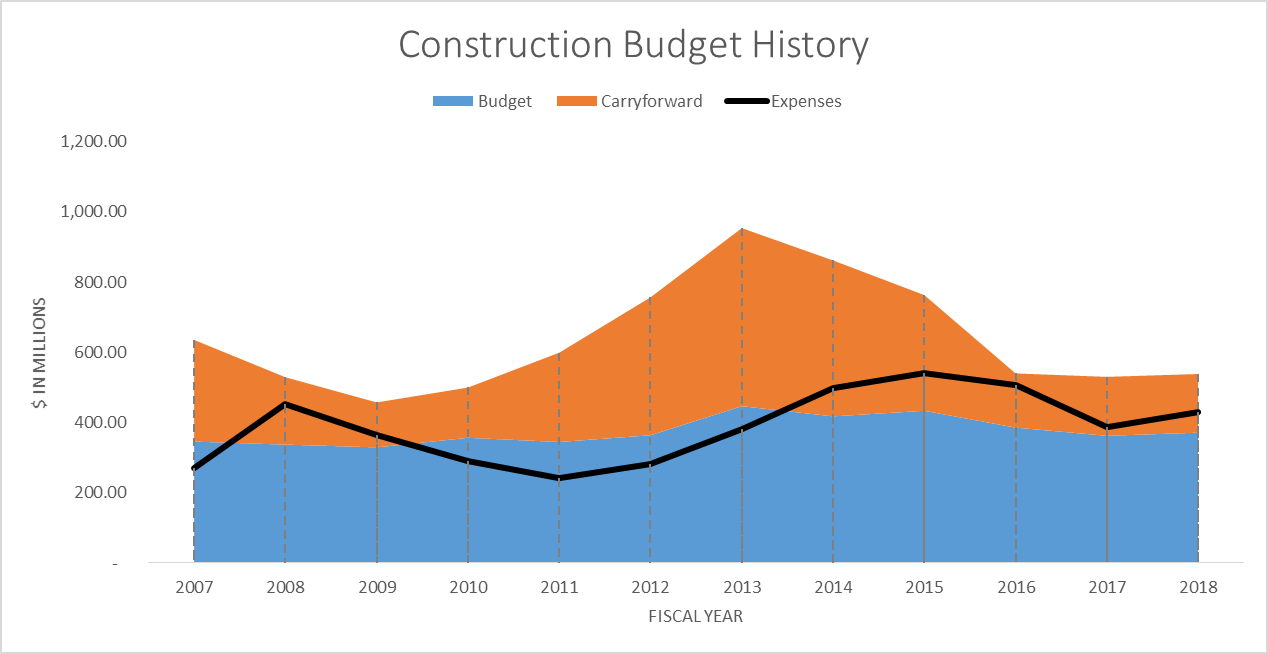 Construction Budget History
Budget Carryforward Expenses
1,200.00
1,000.00
800.00
600.00
400.00
200.00
-
$ IN MILLIONS
2007 2008 2009 2010 2011 2012 2013 2014 2015 2016 2017 2018
FISCAL YEAR